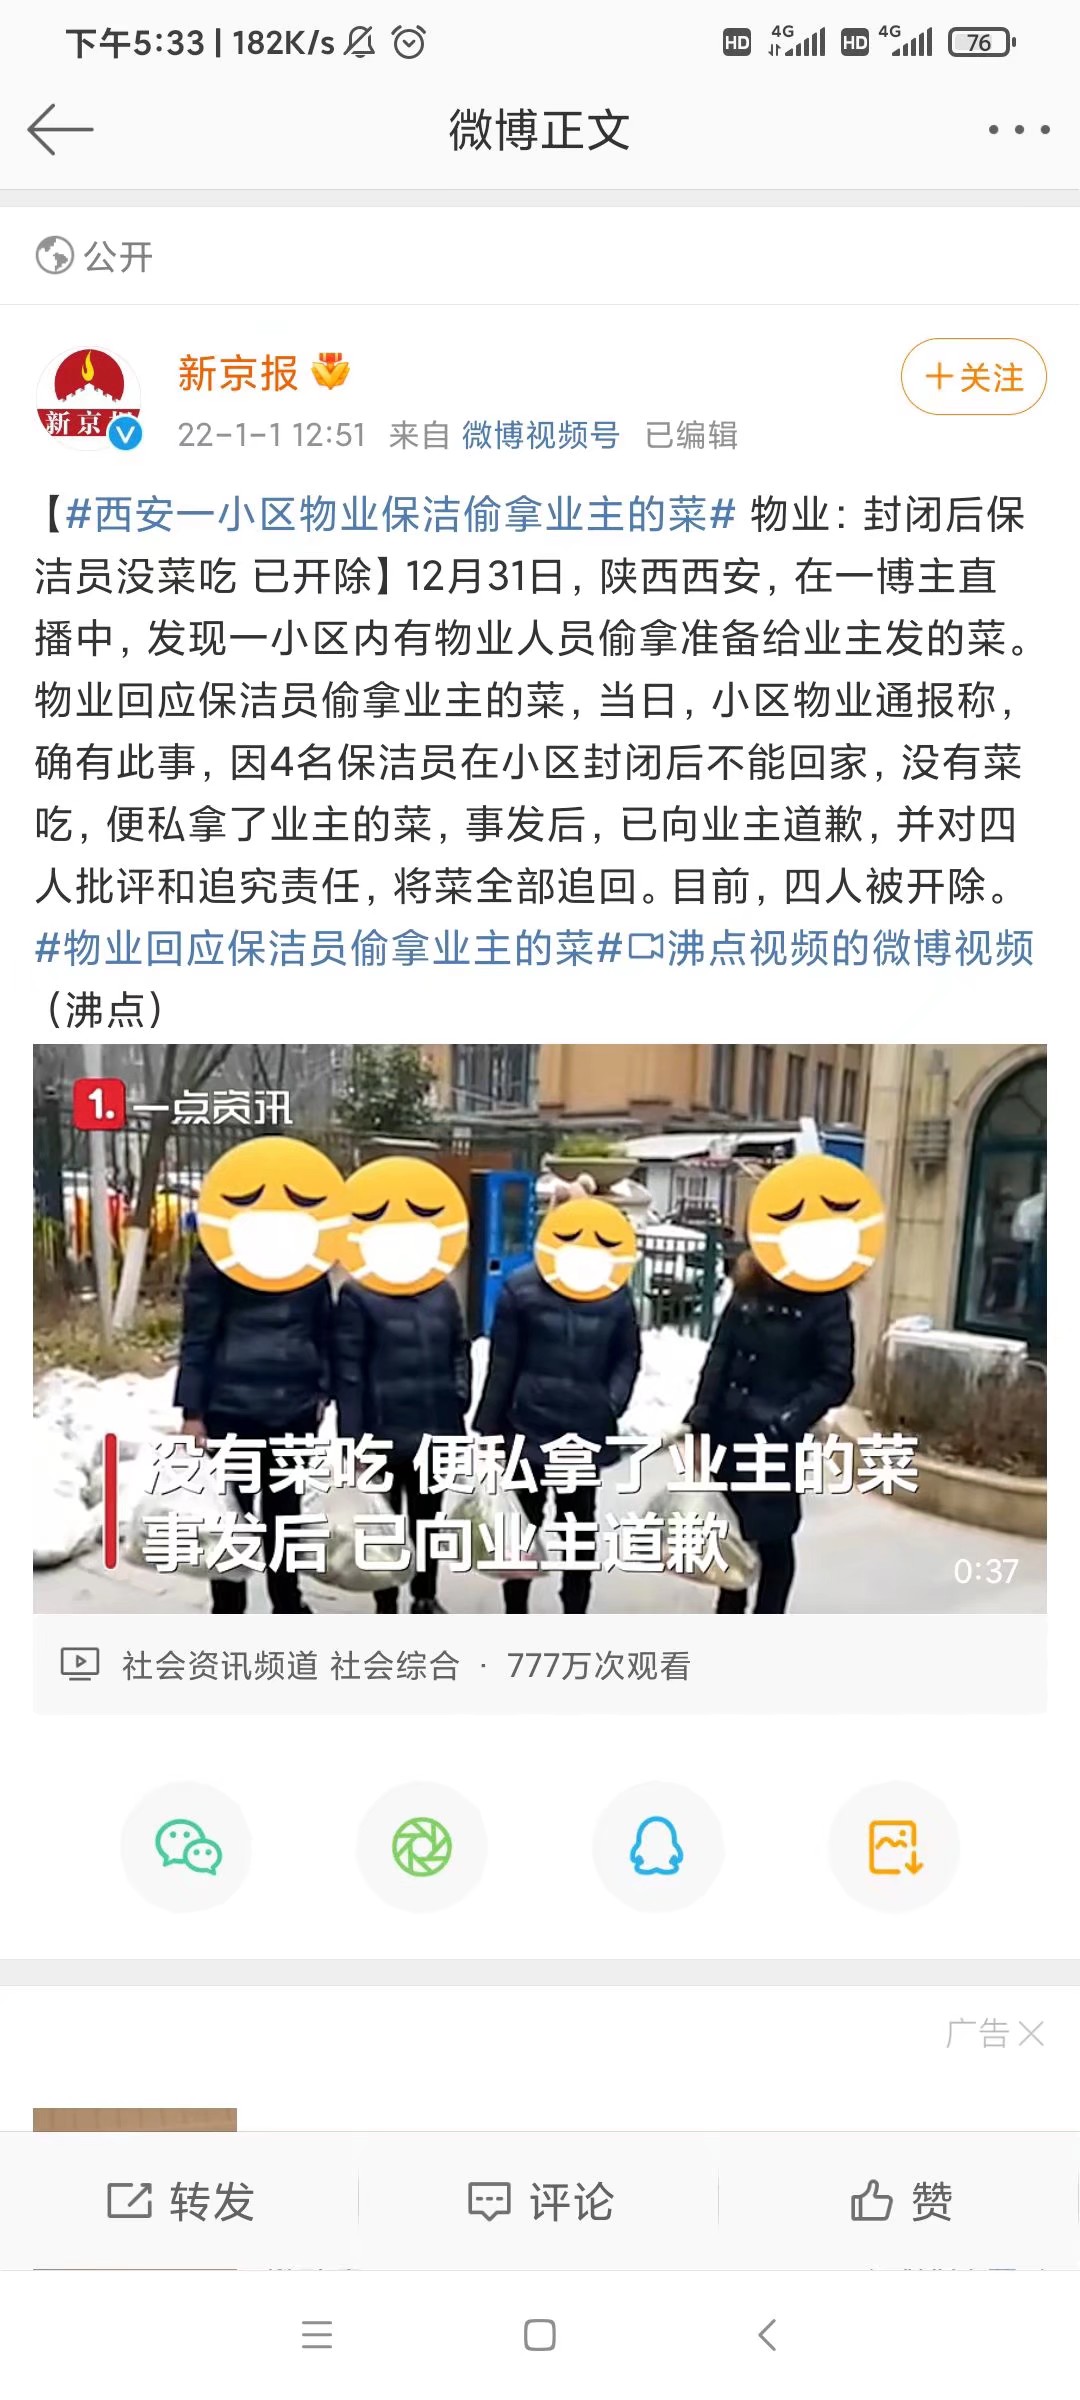 下午5:33 | 182K/s
HD 4G HD 4G 76
微博正文
公开
新京报
+关注
新京报
22-1-1 12:51 来自 微博视频号 已编辑
【#西安一小区物业保洁偷拿业主的菜# 物业：封闭后保
洁员没菜吃 已开除】12月31日，陕西西安，在一博主直
播中，发现一小区内有物业人员偷拿准备给业主发的菜。
物业回应保洁员偷拿业主的菜，当日，小区物业通报称，
确有此事，因4名保洁员在小区封闭后不能回家，没有菜
吃，便私拿了业主的菜，事发后，已向业主道歉，并对四
人批评和追究责任，将菜全部追回。目前，四人被开除。
#物业回应保洁员偷拿业主的菜#沸点视频的微博视频
（沸点）
1.一点资讯
没有菜吃 便私拿了业主的菜
事发后 已向业主道歉
0:37
社会资讯频道 社会综合 · 777万次观看
广告
转发
评论
赞